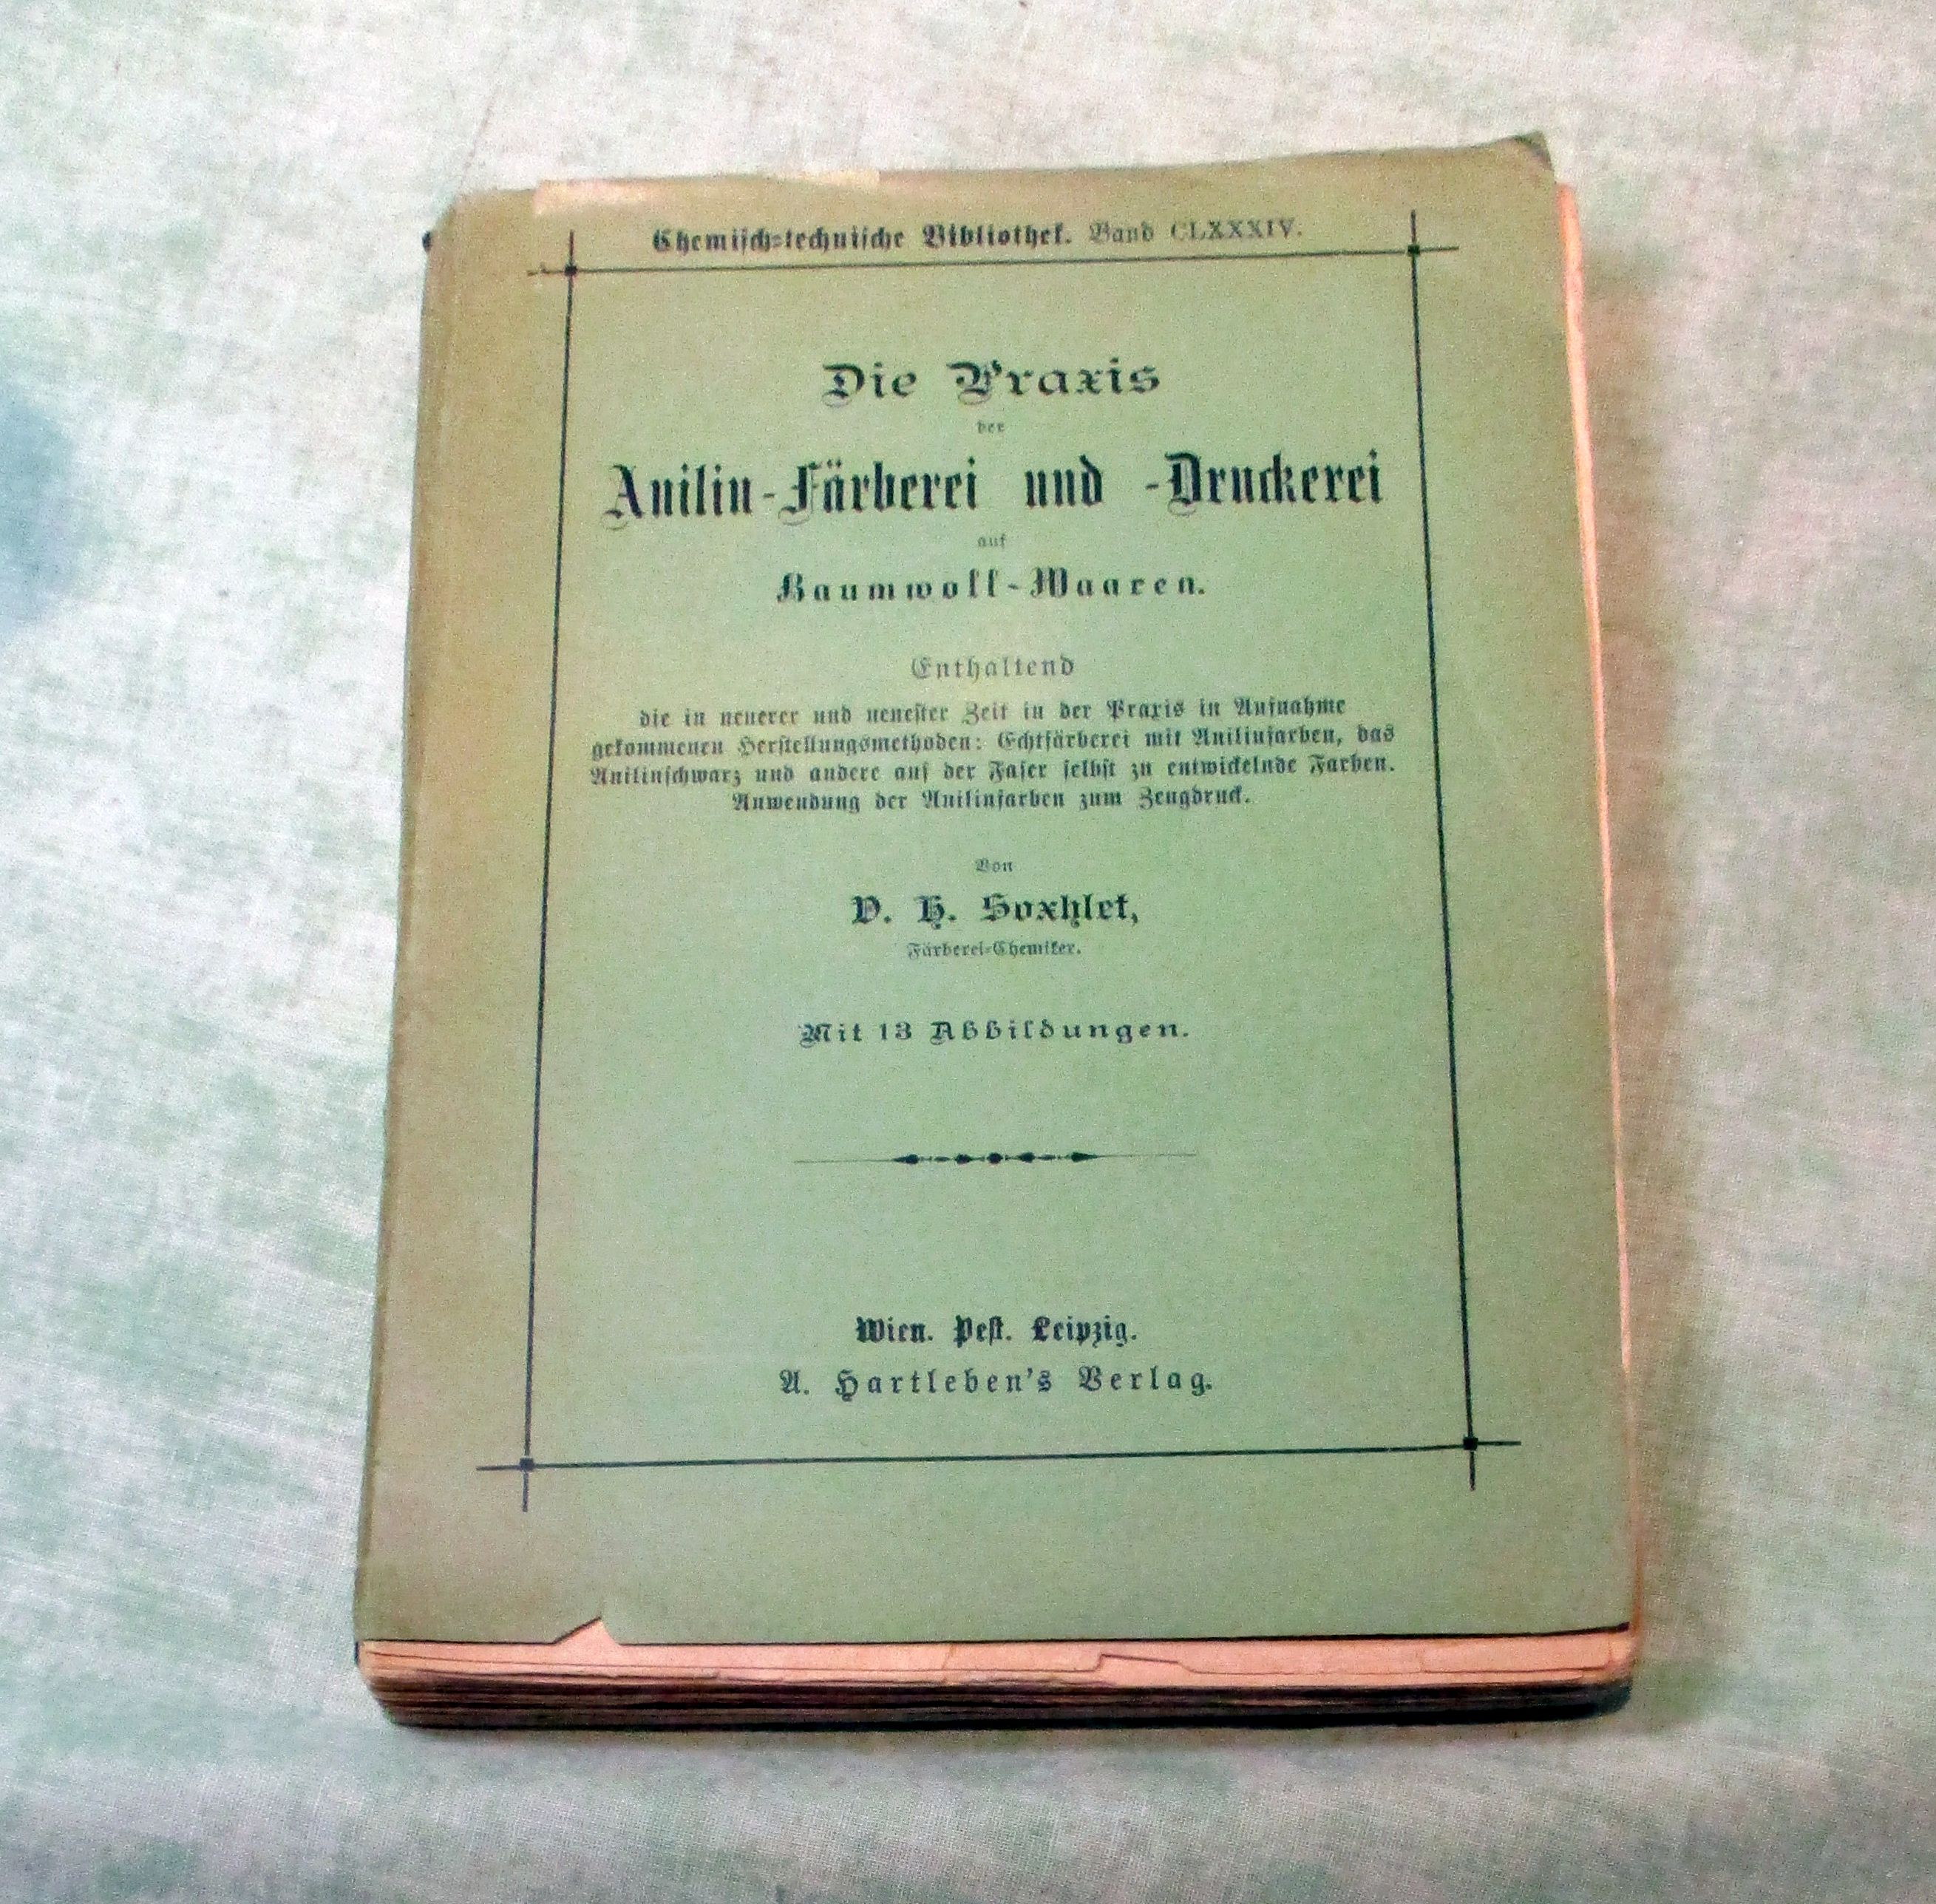 Chemisch-technische Bibliothek. Band CLXXXIV.
Die Praxis
der
Anilin-Färberei und -Druckerei
auf
Baumwoll-Waaren.
Enthaltend
die in neuerer und neuester Zeit in der Praxis in Aufnahme
gekommenen Herstellungsmethoden: Echtfärberei mit Anilinfarben, das
Anilinschwarz und andere auf der Faser selbst zu entwickelnde Farben.
Anwendung der Anilinfarben zum Zeugdruck.
Von
V. H. Soxhlet,
Färberei-Chemiker.
Mit 13 Abbildungen.
Wien. Pest. Leipzig.
A. Hartleben's Verlag.